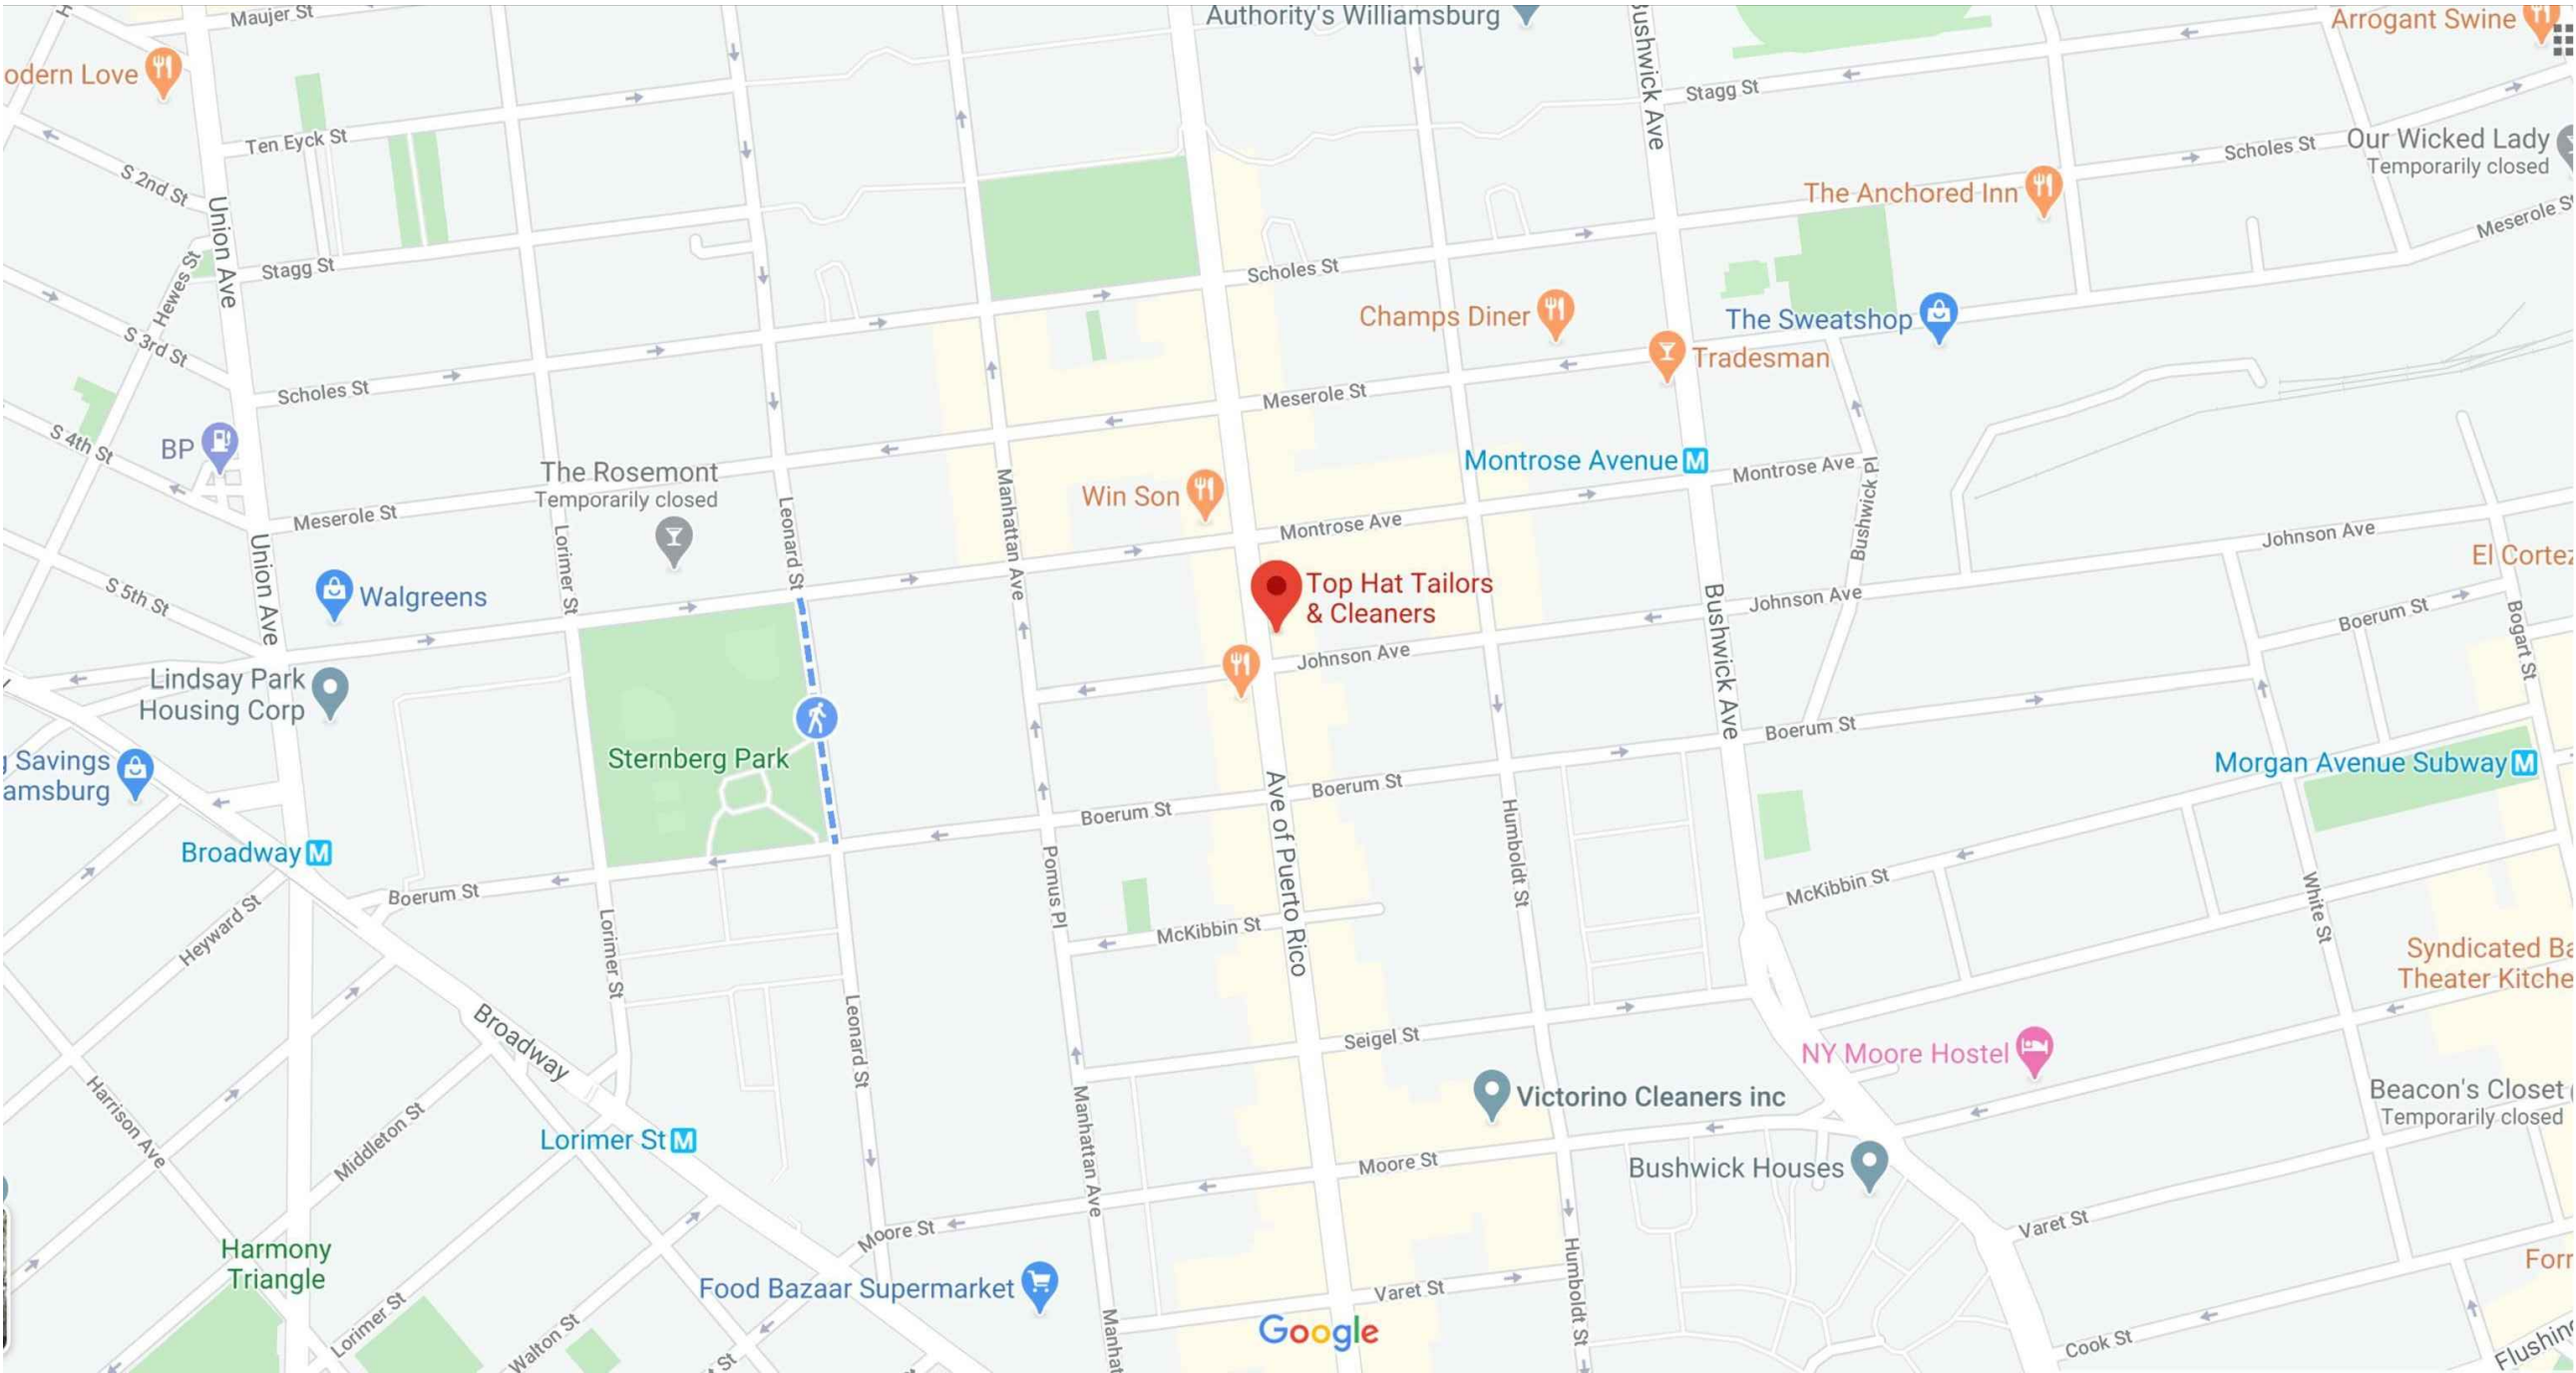 Maujer St
Authority's Williamsburg
Bushwick Ave
Arrogant Swine
odern Love
Stagg St
Ten Eyck St
Our Wicked Lady
Temporarily closed
Scholes St
S 2nd St
The Anchored Inn
Union Ave
Meserole S
Hewes St
Stagg St
Scholes St
S 3rd St
Champs Diner
The Sweatshop
Tradesman
Scholes St
Meserole St
S 4th St
BP
Montrose Avenue M
Montrose Ave
The Rosemont
Temporarily closed
Win Son
Manhattan Ave
Meserole St
Leonard St
Montrose Ave
Bushwick Pl
Johnson Ave
Union Ave
Lorimer St
El Cortez
S 5th St
Walgreens
Top Hat Tailors
& Cleaners
Bushwick Ave
Johnson Ave
Boerum St
Bogart St
Johnson Ave
Lindsay Park
Housing Corp
Boerum St
Sternberg Park
Savings
amsburg
Morgan Avenue Subway M
Boerum St
Boerum St
Ave of Puerto Rico
Humboldt St
Broadway M
Boerum St
Pomus Pl
McKibbin St
White St
Heyward St
Lorimer St
McKibbin St
Syndicated Ba
Theater Kitche
Broadway
Leonard St
Seigel St
NY Moore Hostel
Harrison Ave
Middleton St
Manhattan Ave
Victorino Cleaners inc
Beacon's Closet
Temporarily closed
Lorimer St M
Moore St
Bushwick Houses
Moore St
Varet St
Harmony
Triangle
Food Bazaar Supermarket
Humboldt St
Forr
Varet St
Lorimer St
Walton St
Manhat
Google
St
Cook St
Flushing